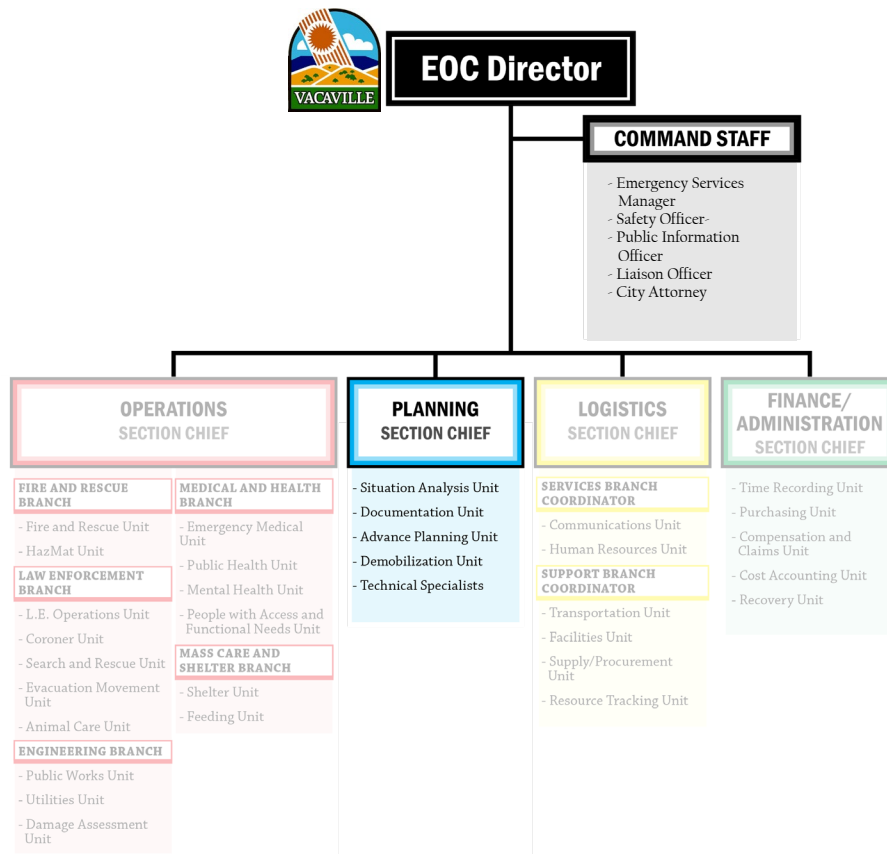 VACAVILLE
EOC Director
COMMAND STAFF
- Emergency Services
Manager
- Safety Officer-
- Public Information
Officer
- Liaison Officer
- City Attorney
OPERATIONS
SECTION CHIEF
FIRE AND RESCUE
BRANCH
- Fire and Rescue Unit
- HazMat Unit
LAW ENFORCEMENT
BRANCH
- L.E. Operations Unit
- Coroner Unit
- Search and Rescue Unit
- Evacuation Movement
Unit
- Animal Care Unit
ENGINEERING BRANCH
- Public Works Unit
- Utilities Unit
- Damage Assessment
Unit
MEDICAL AND HEALTH
BRANCH
- Emergency Medical
Unit
- Public Health Unit
- Mental Health Unit
- People with Access and
Functional Needs Unit
MASS CARE AND
SHELTER BRANCH
- Shelter Unit
- Feeding Unit
PLANNING
SECTION CHIEF
- Situation Analysis Unit
- Documentation Unit
- Advance Planning Unit
- Demobilization Unit
- Technical Specialists
LOGISTICS
SECTION CHIEF
SERVICES BRANCH
COORDINATOR
- Communications Unit
- Human Resources Unit
SUPPORT BRANCH
COORDINATOR
- Transportation Unit
- Facilities Unit
- Supply/Procurement
Unit
- Resource Tracking Unit
FINANCE/
ADMINISTRATION
SECTION CHIEF
- Time Recording Unit
- Purchasing Unit
- Compensation and
Claims Unit
- Cost Accounting Unit
- Recovery Unit